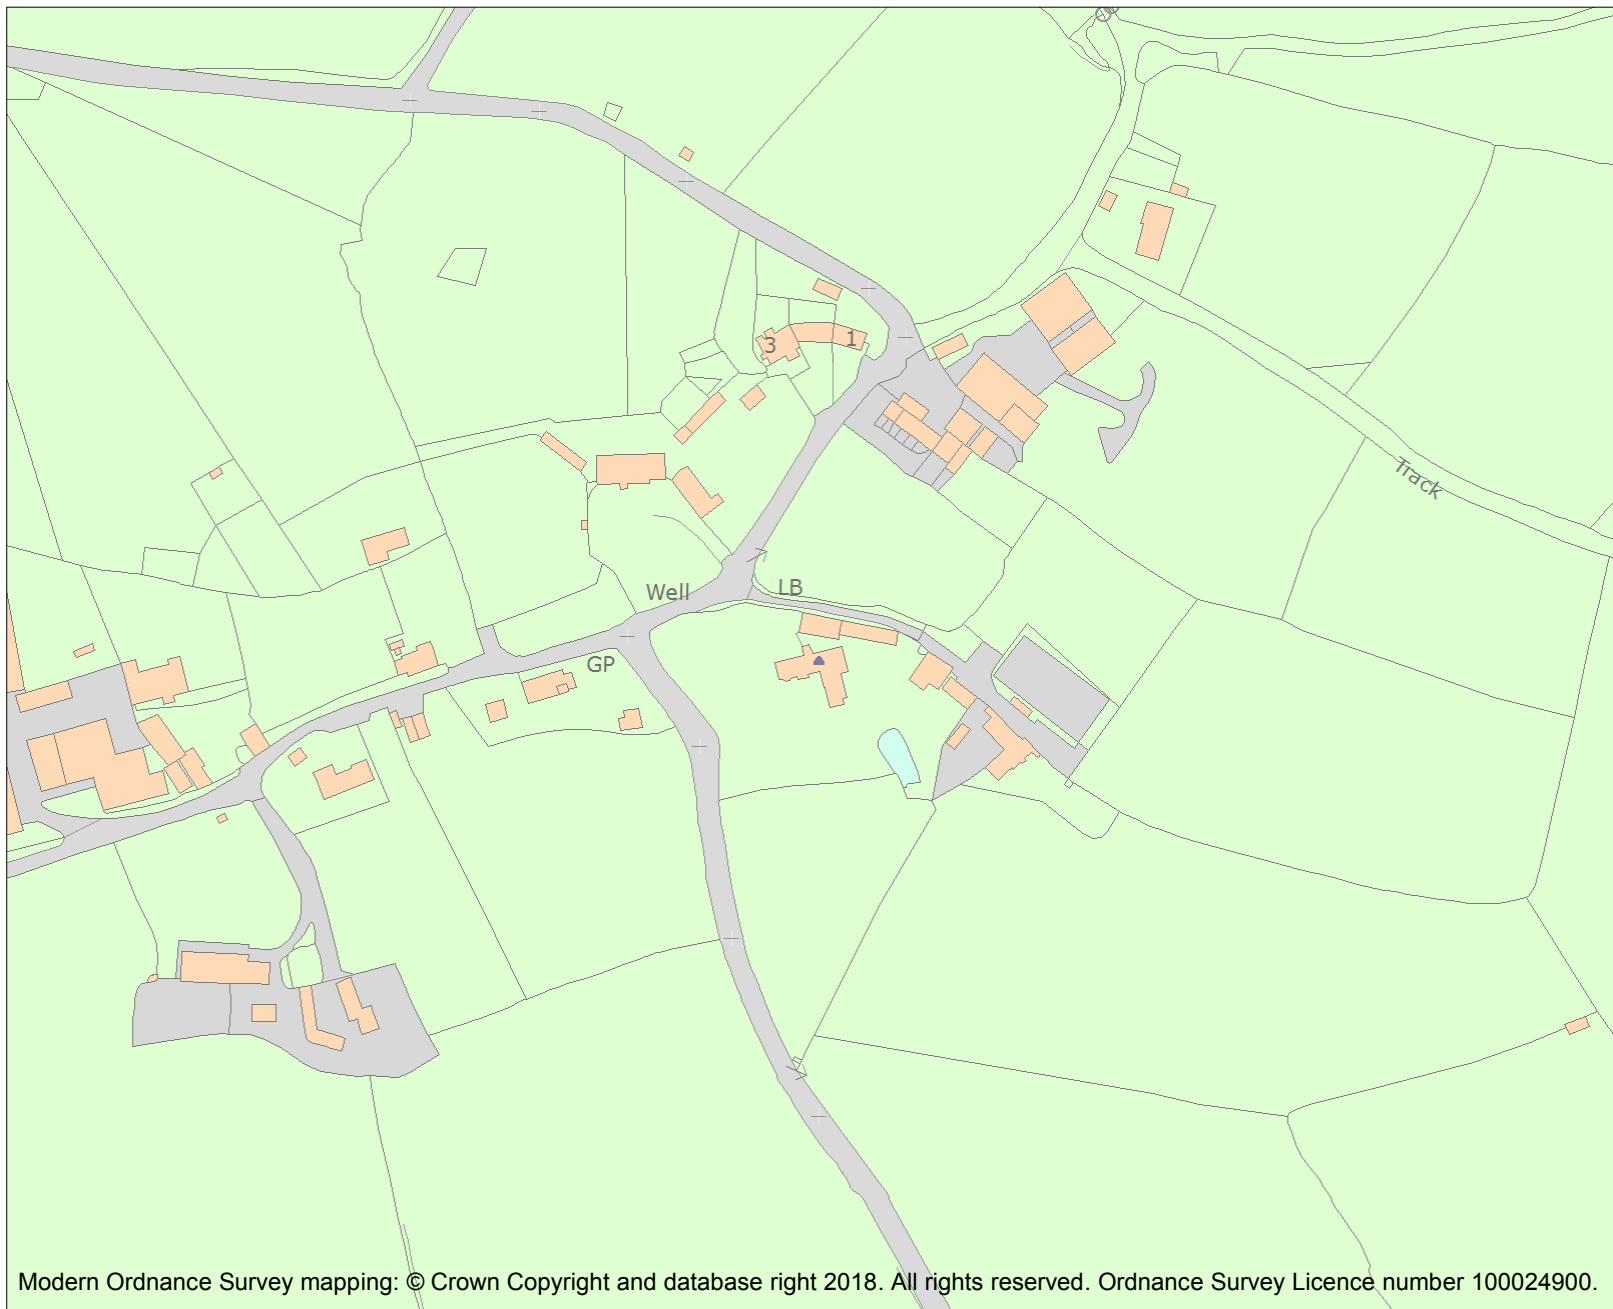 3
1
Track
Well
LB
GP
Modern Ordnance Survey mapping: © Crown Copyright and database right 2018. All rights reserved. Ordnance Survey Licence number 100024900.